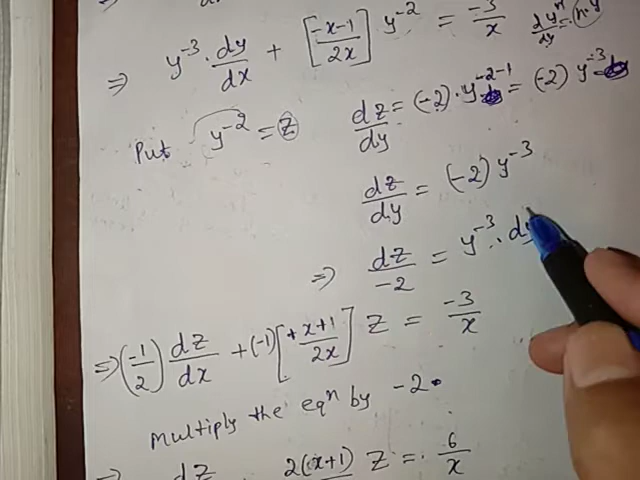 ⇒ y⁻³ · dy/dx + [(-x-1)/2x] y⁻² = -3/x
dyⁿ/dy = n·y
Put y⁻² = z
dz/dy = (-2) · y⁻²⁻¹ = (-2) y⁻³
dz/dy = (-2) y⁻³
⇒ dz/-2 = y⁻³ · dy
⇒ (-1/2) dz/dx + (-1) [+ (x+1)/2x] z = -3/x
Multiply the eqⁿ by -2.
⇒ dz 2(x+1) z = 6/x